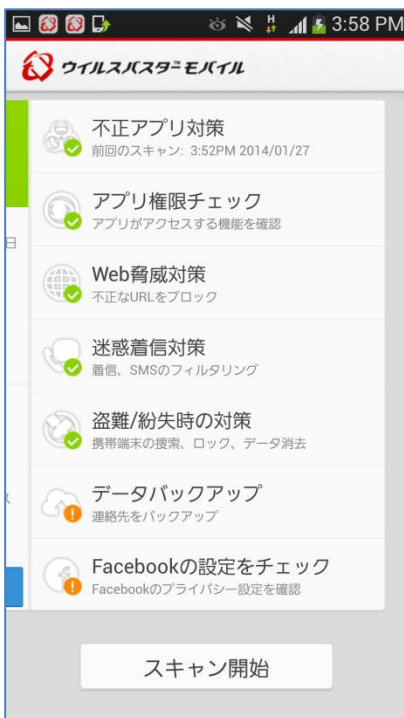 H
3:58 PM
ウイルスバスター™ モバイル
不正アプリ対策
前回のスキャン: 3:52PM 2014/01/27
アプリ権限チェック
アプリがアクセスする機能を確認
日
Web脅威対策
不正なURLをブロック
迷惑着信対策
着信、SMSのフィルタリング
盗難/紛失時の対策
携帯端末の捜索、ロック、データ消去
データバックアップ
連絡先をバックアップ
Facebookの設定をチェック
Facebookのプライバシー設定を確認
スキャン開始